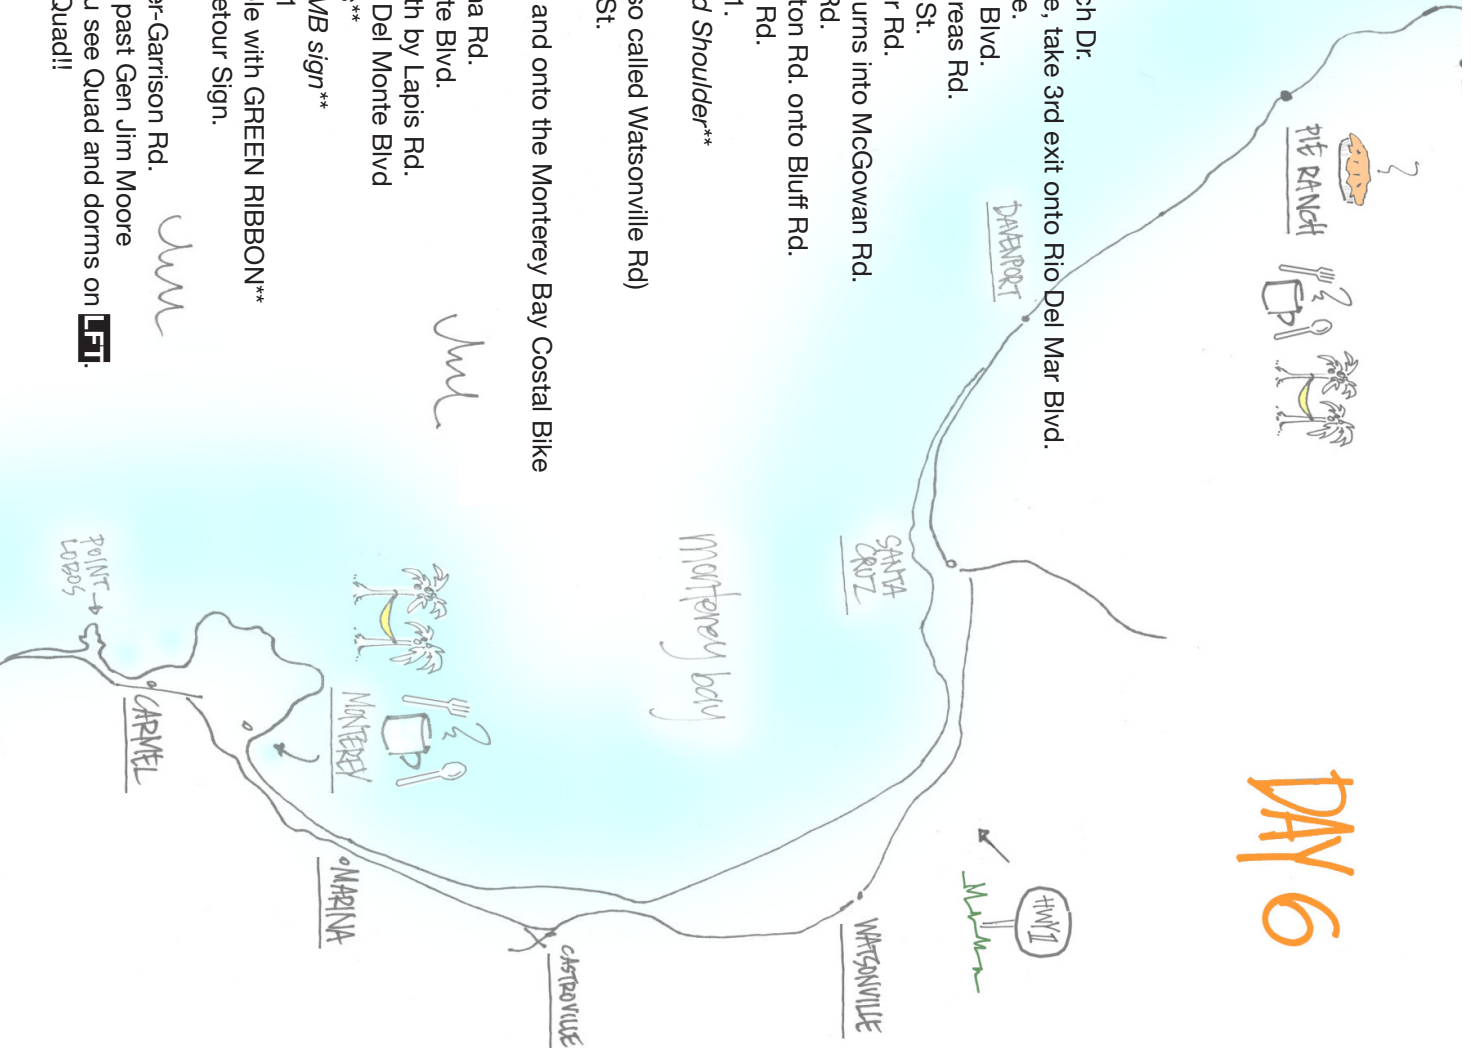 DAY 6
ch Dr.
e, take 3rd exit onto Rio Del Mar Blvd.
e.
Blvd.
reas Rd.
St.
r Rd.
urns into McGowan Rd.
Rd.
ton Rd. onto Bluff Rd.
Rd.
1.
d Shoulder**
so called Watsonville Rd)
St.
and onto the Monterey Bay Costal Bike
na Rd.
te Blvd.
th by Lapis Rd.
Del Monte Blvd
**
MB sign**
1
le with GREEN RIBBON**
etour Sign.
er-Garrison Rd.
past Gen Jim Moore
u see Quad and dorms on LFT.
Quad!!
PIE RANCH
DAVENPORT
SANTA
CRUZ
HWY 1
monterey bay
WATSONVILLE
CASTROVILLE
MONTEREY
MARINA
CARMEL
POINT
LOBOS